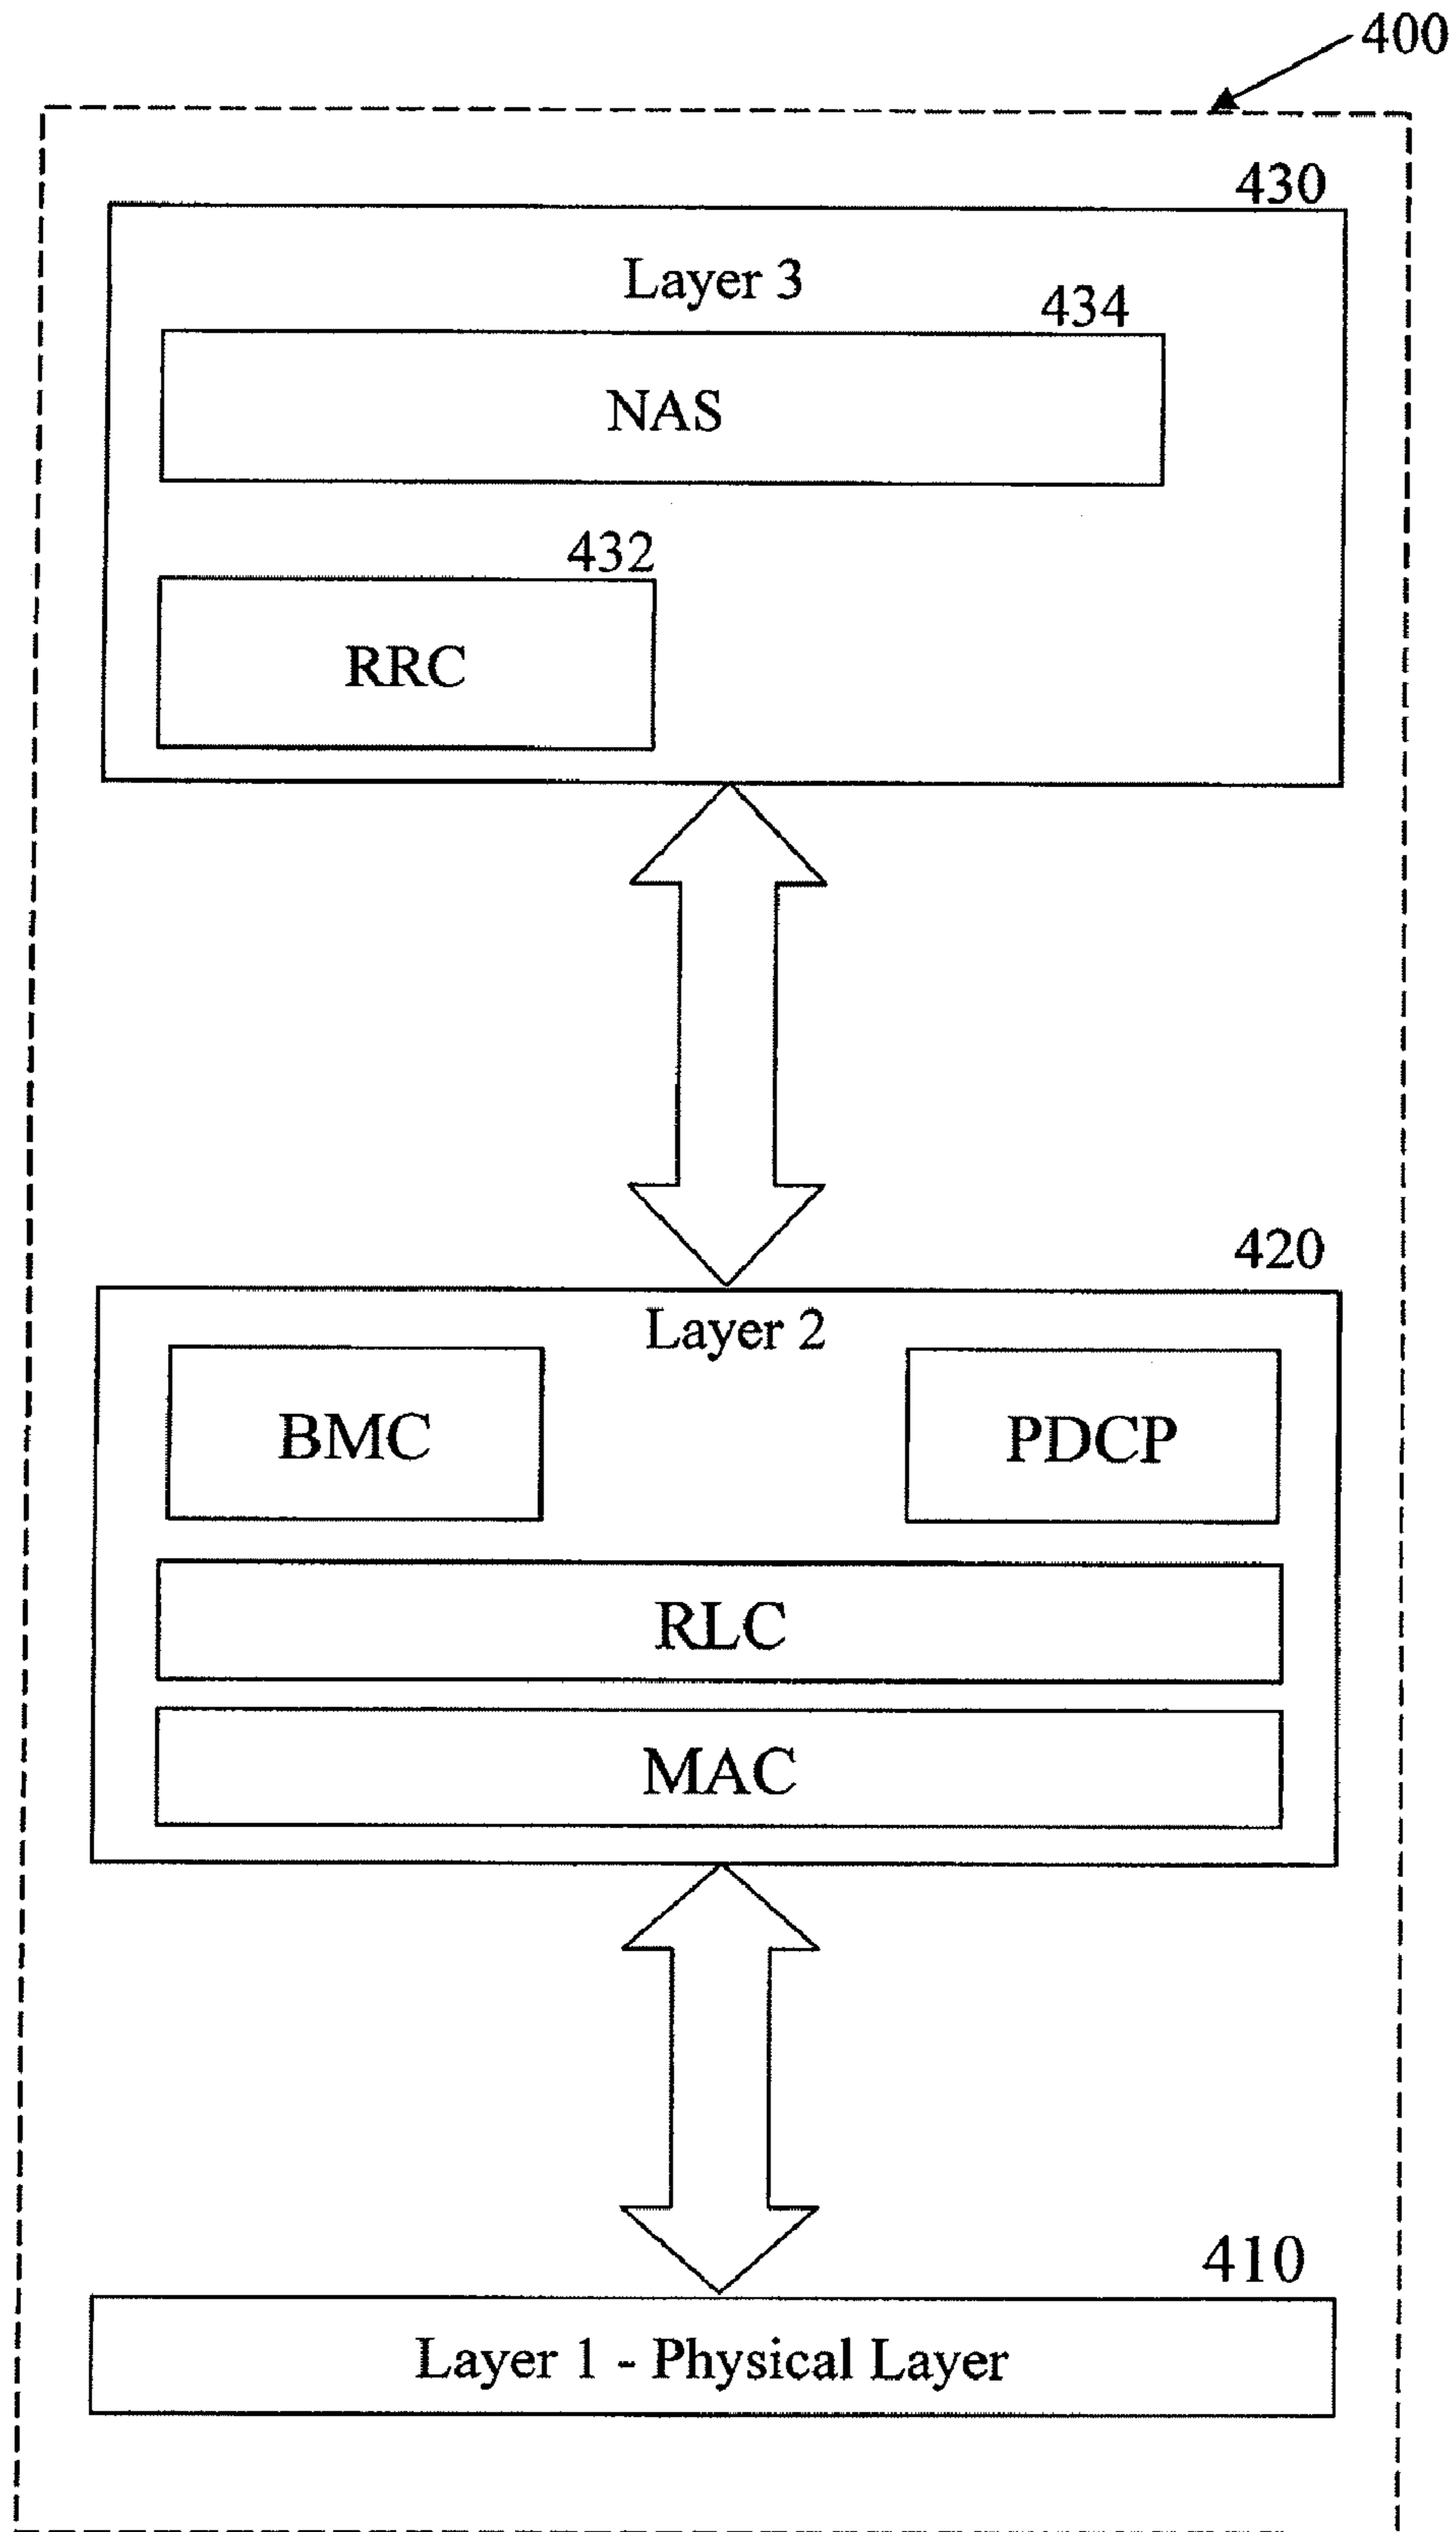 400
430
Layer 3
434
NAS
432
RRC
420
Layer 2
BMC
PDCP
RLC
MAC
410
Layer 1 - Physical Layer